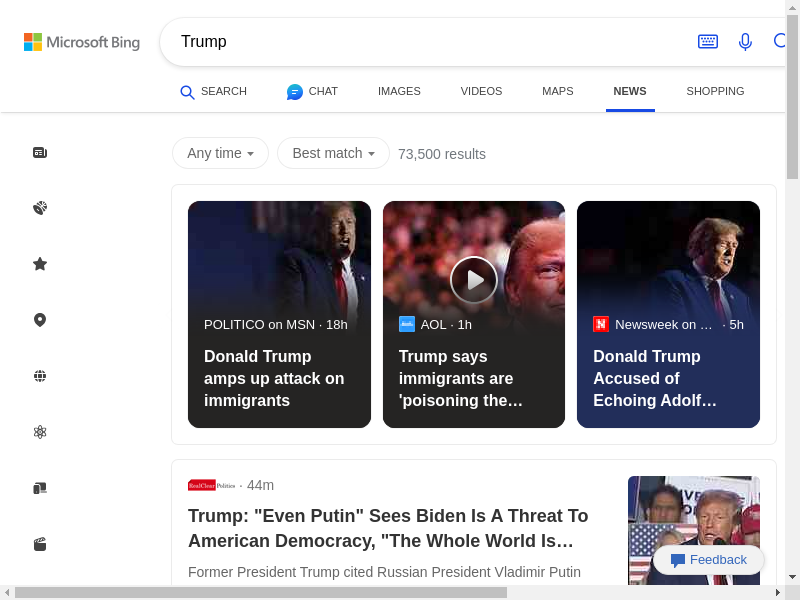 Microsoft Bing
Trump
SEARCH
CHAT
IMAGES
VIDEOS
MAPS
NEWS
SHOPPING
Any time
Best match
73,500 results
POLITICO on MSN · 18h
Donald Trump
amps up attack on
immigrants
AOL · 1h
Trump says
immigrants are
'poisoning the…
Newsweek on … · 5h
Donald Trump
Accused of
Echoing Adolf…
RealClear Politics · 44m
Trump: "Even Putin" Sees Biden Is A Threat To
American Democracy, "The Whole World Is…
Former President Trump cited Russian President Vladimir Putin
Feedback